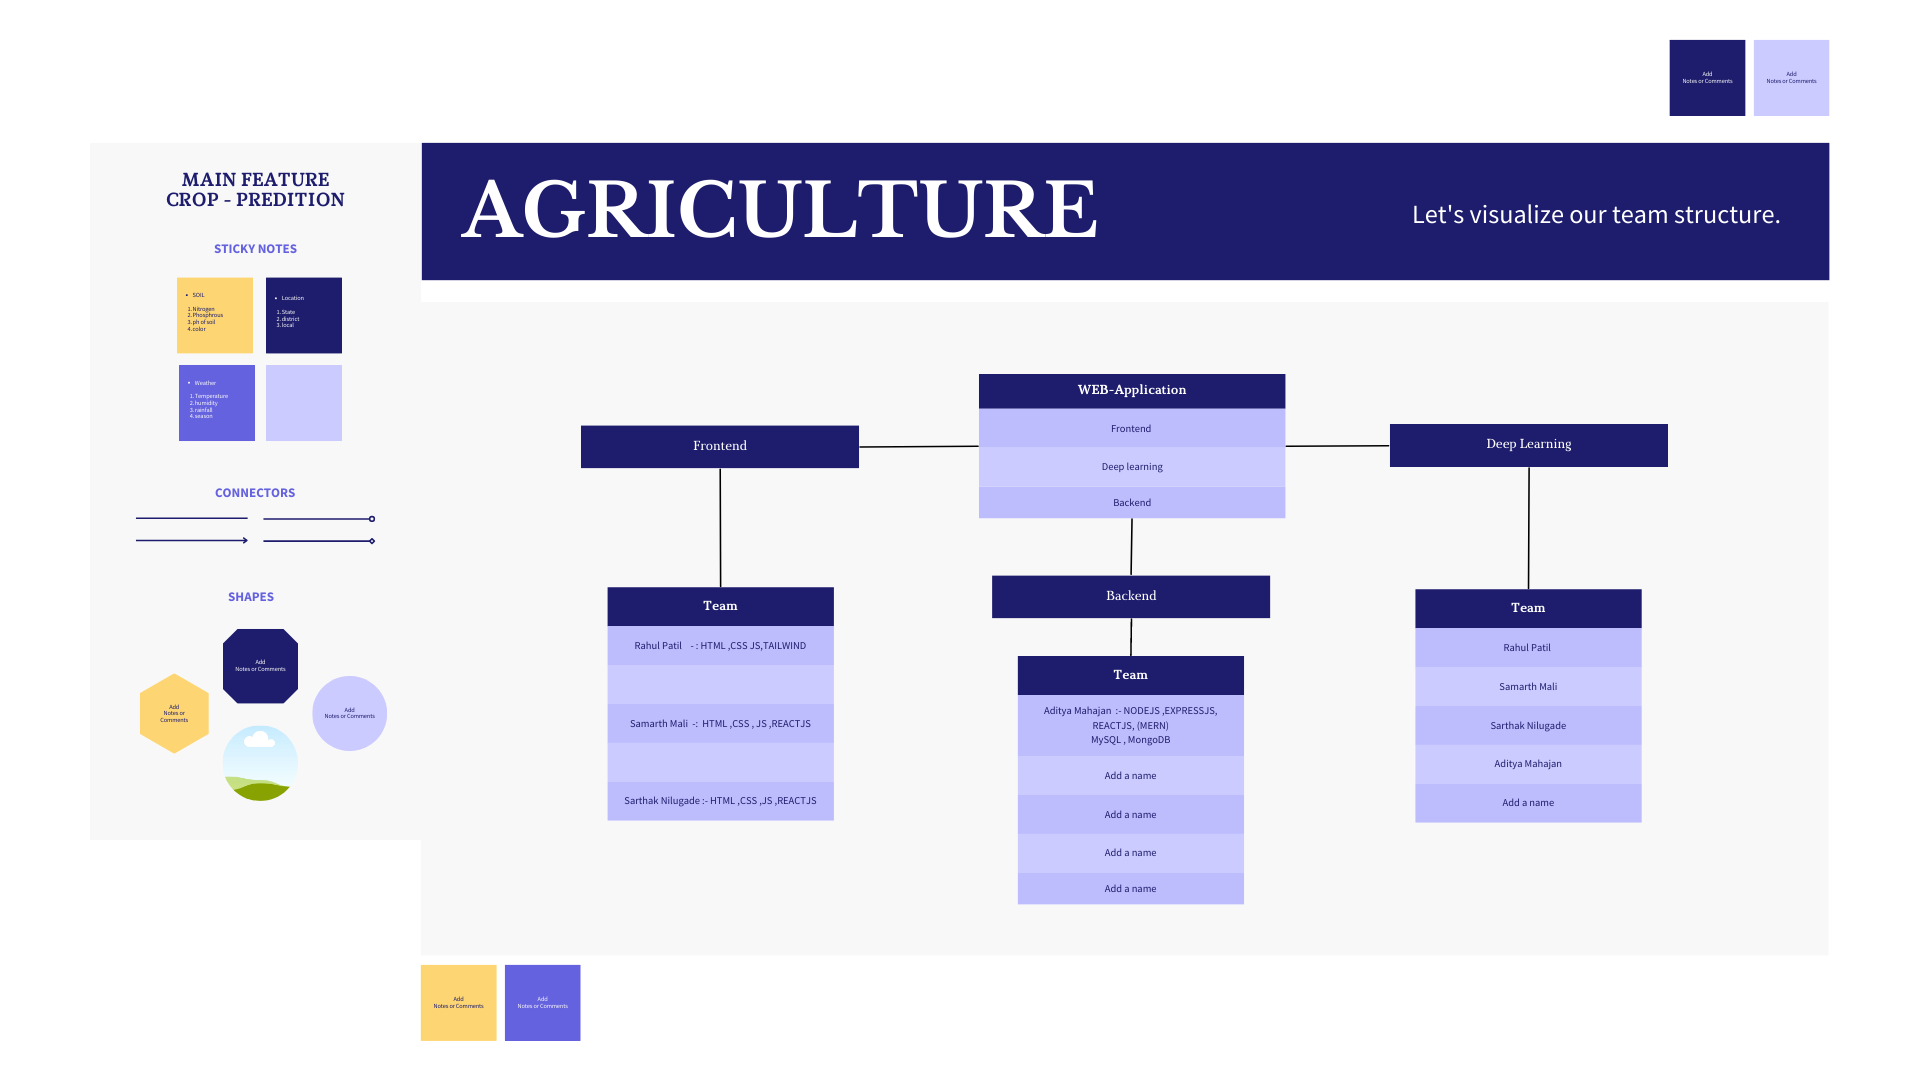 Add
Notes or Comments
Add
Notes or Comments
MAIN FEATURE
CROP - PREDITION
STICKY NOTES
• SOIL
1. Nitrogen
2. Phosphrous
3. ph of soil
4. color
• Location
1. State
2. district
3. local
• Weather
1. Temperature
2. humidity
3. rainfall
4. season
CONNECTORS
SHAPES
Add
Notes or Comments
Add
Notes or
Comments
Add
Notes or Comments
AGRICULTURE
Let's visualize our team structure.
WEB-Application
Frontend
Deep learning
Backend
Frontend
Team
Rahul Patil - : HTML ,CSS JS,TAILWIND
Samarth Mali -: HTML ,CSS , JS ,REACTJS
Sarthak Nilugade :- HTML ,CSS ,JS ,REACTJS
Backend
Team
Aditya Mahajan :- NODEJS ,EXPRESSJS,
REACTJS, (MERN)
MySQL , MongoDB
Add a name
Add a name
Add a name
Add a name
Deep Learning
Team
Rahul Patil
Samarth Mali
Sarthak Nilugade
Aditya Mahajan
Add a name
Add
Notes or Comments
Add
Notes or Comments